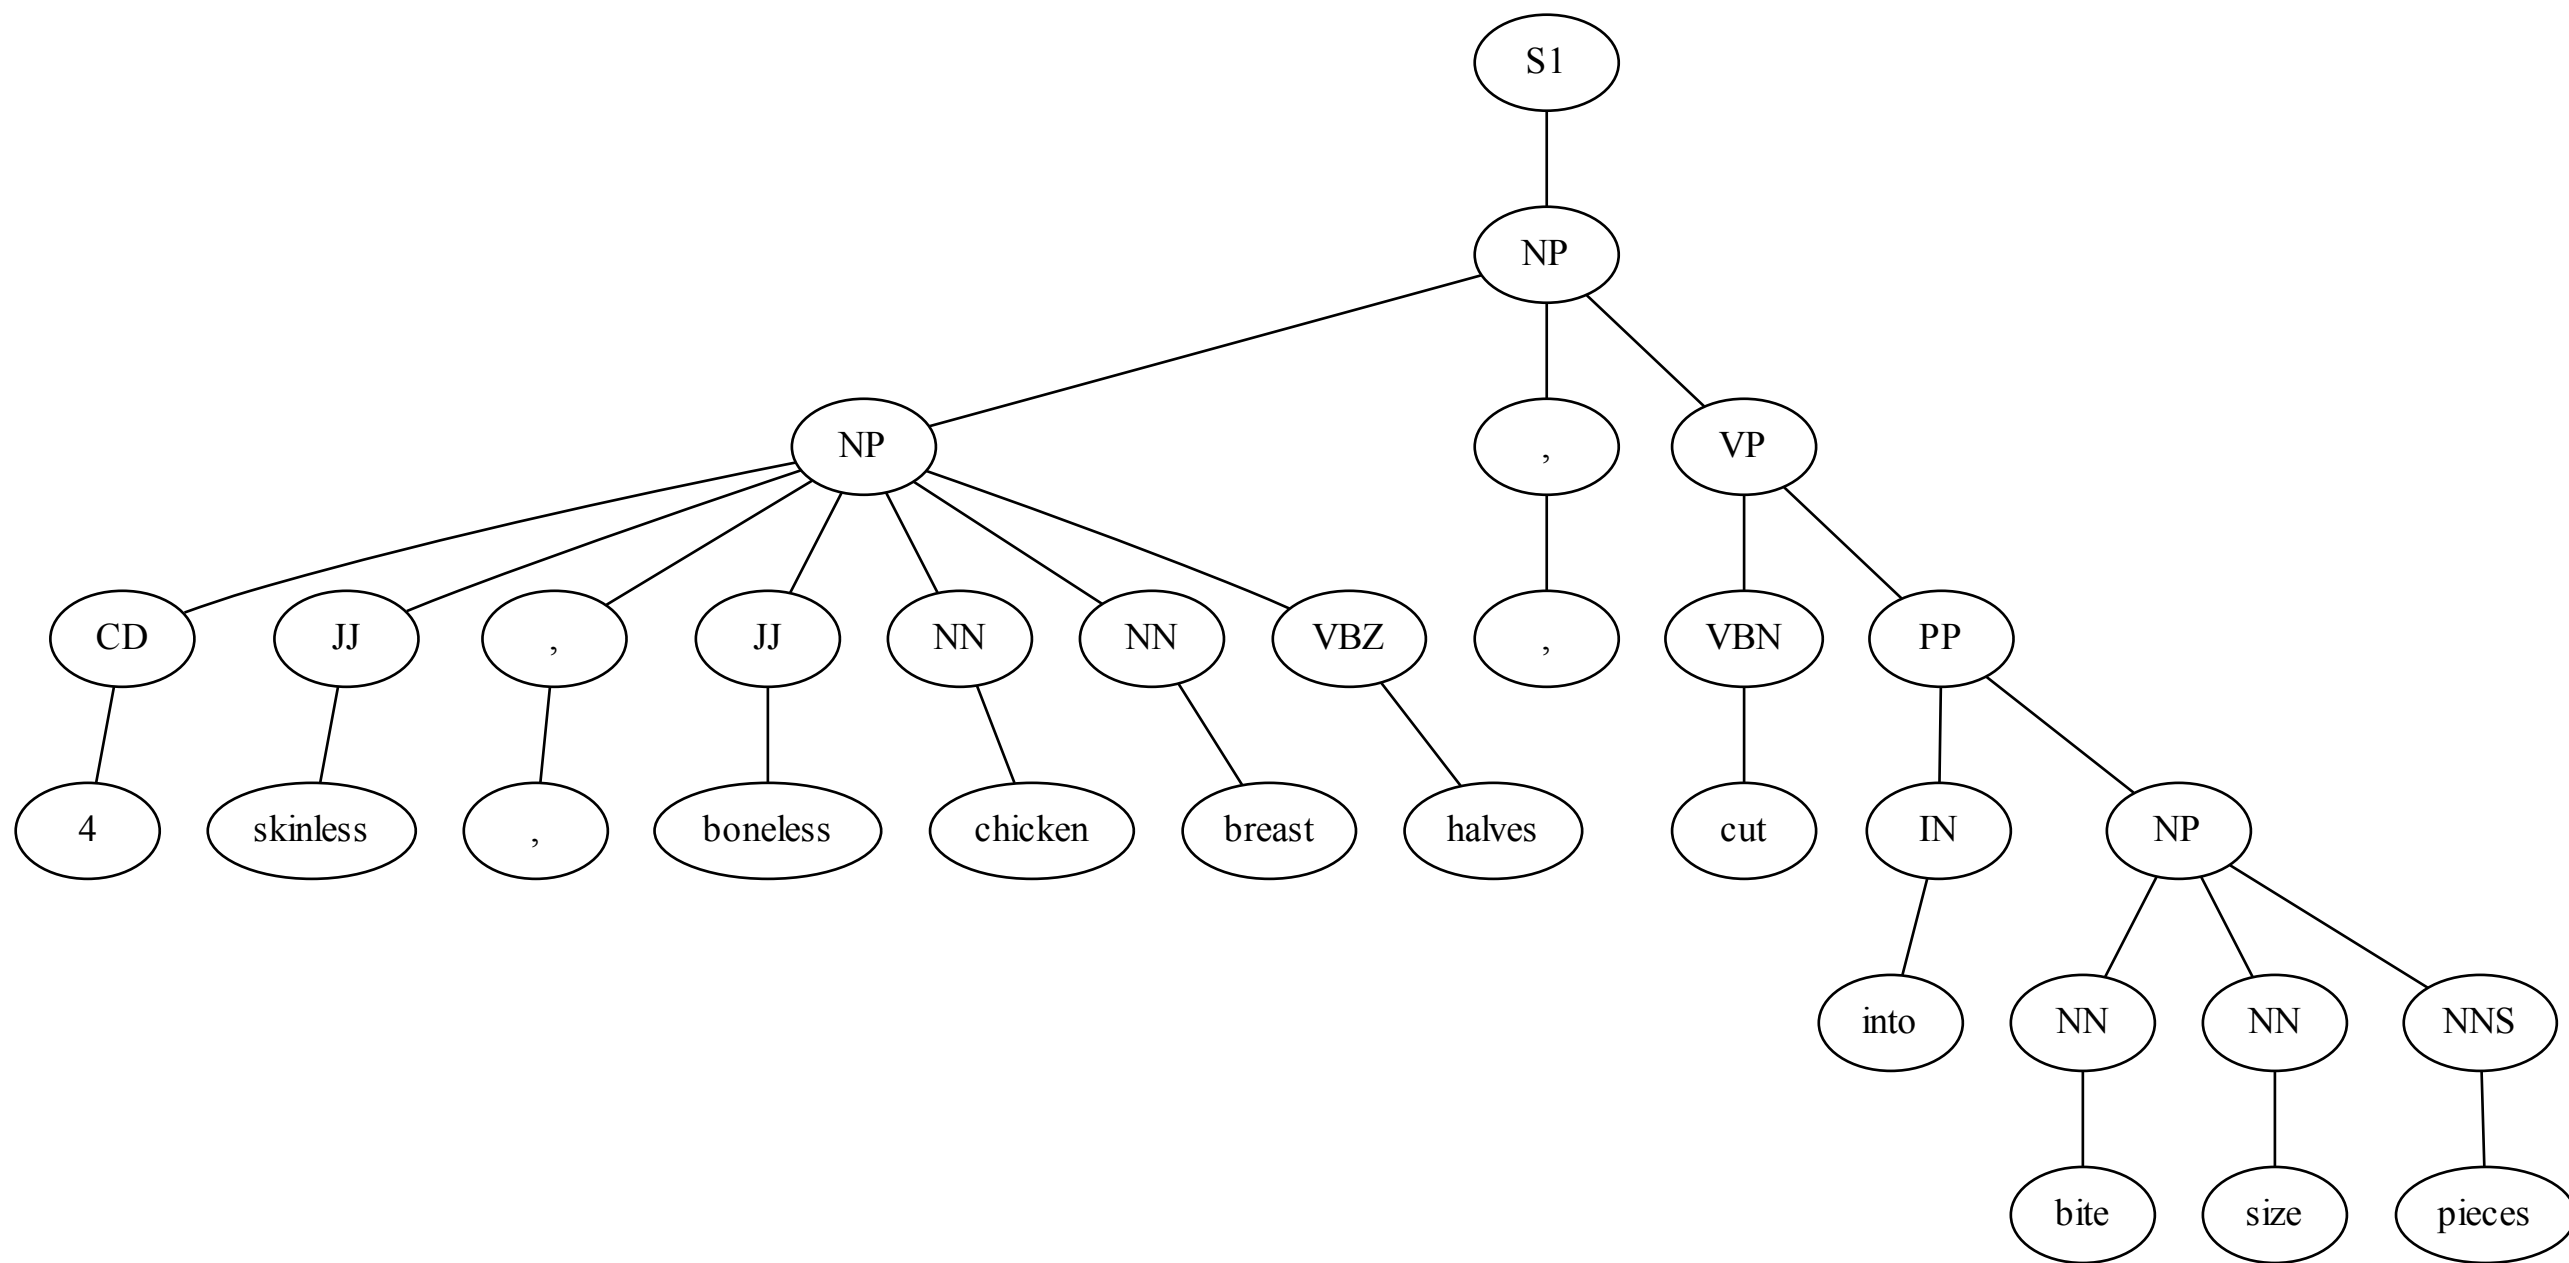 S1
NP
NP , VP
CD JJ , JJ NN NN VBZ , VBN PP
4 skinless , boneless chicken breast halves cut IN NP
into NN NN NNS
bite size pieces